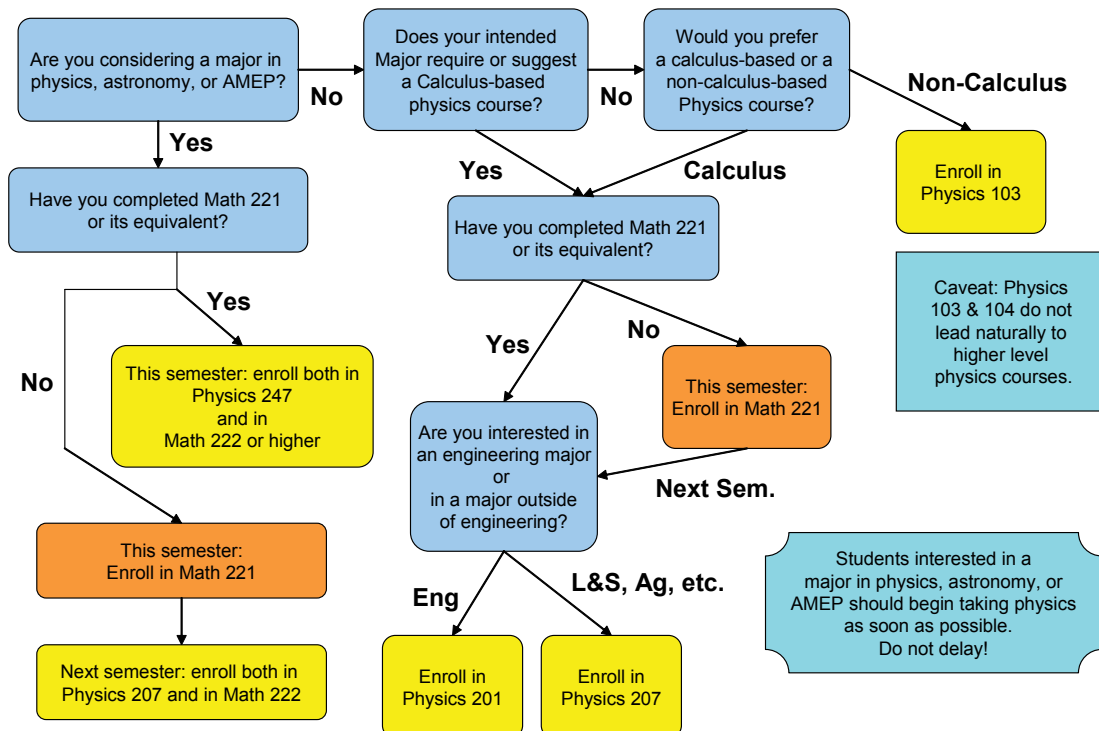 Are you considering a major in
physics, astronomy, or AMEP?
No
Does your intended
Major require or suggest
a Calculus-based
physics course?
No
Would you prefer
a calculus-based or a
non-calculus-based
Physics course?
Non-Calculus
Enroll in
Physics 103
Yes
Have you completed Math 221
or its equivalent?
Yes
Calculus
Have you completed Math 221
or its equivalent?
Caveat: Physics
103 & 104 do not
lead naturally to
higher level
physics courses.
No
Yes
This semester: enroll both in
Physics 247
and in
Math 222 or higher
Yes
No
This semester:
Enroll in Math 221
Are you interested in
an engineering major
or
in a major outside
of engineering?
Next Sem.
This semester:
Enroll in Math 221
Next semester: enroll both in
Physics 207 and in Math 222
Eng
L&S, Ag, etc.
Enroll in
Physics 201
Enroll in
Physics 207
Students interested in a
major in physics, astronomy, or
AMEP should begin taking physics
as soon as possible.
Do not delay!